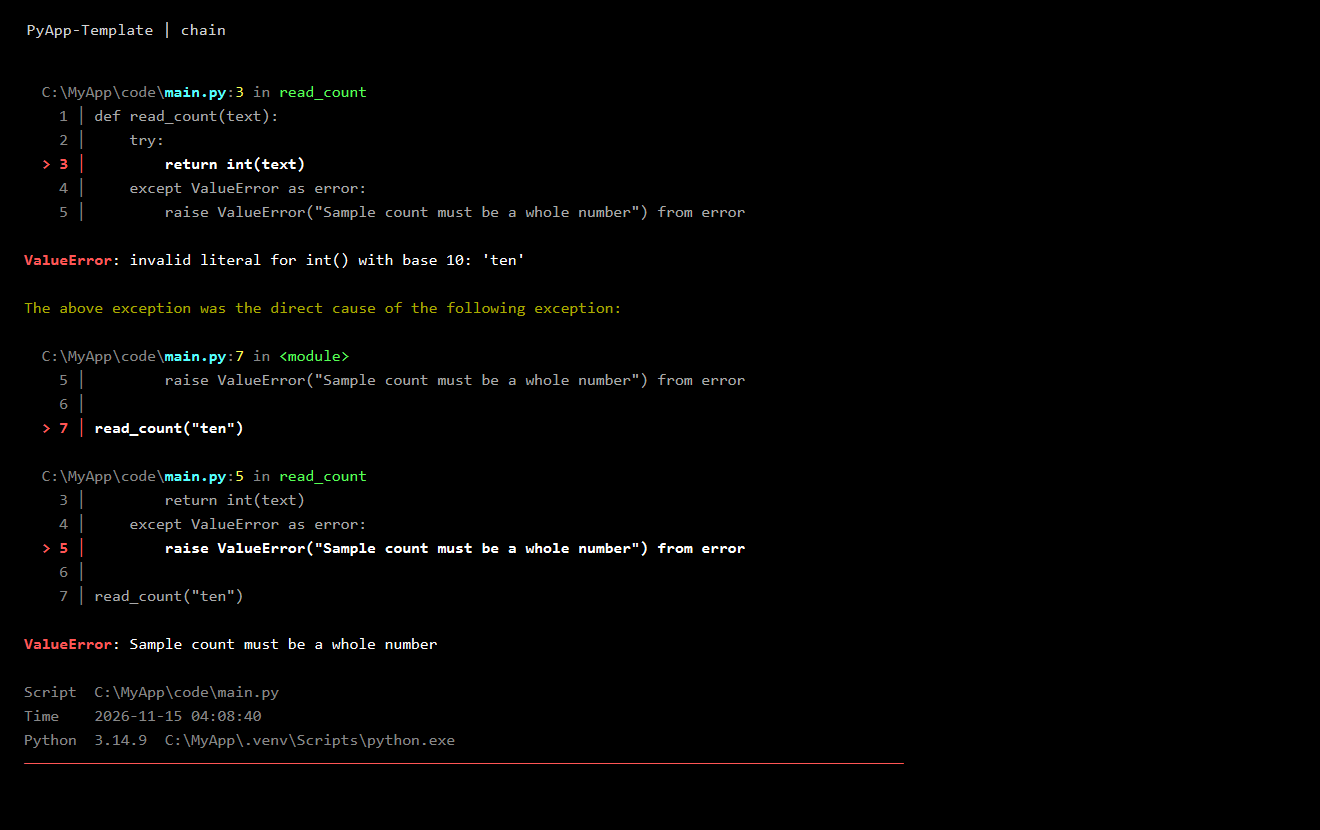 PyApp-Template │ chain
C:\MyApp\code\main.py:3 in read_count
1 │ def read_count(text):
2 │     try:
> 3 │         return int(text)
4 │     except ValueError as error:
5 │         raise ValueError("Sample count must be a whole number") from error
ValueError: invalid literal for int() with base 10: 'ten'
The above exception was the direct cause of the following exception:
C:\MyApp\code\main.py:7 in <module>
5 │         raise ValueError("Sample count must be a whole number") from error
6 │
> 7 │ read_count("ten")
C:\MyApp\code\main.py:5 in read_count
3 │         return int(text)
4 │     except ValueError as error:
> 5 │         raise ValueError("Sample count must be a whole number") from error
6 │
7 │ read_count("ten")
ValueError: Sample count must be a whole number
Script  C:\MyApp\code\main.py
Time    2026-11-15 04:08:40
Python  3.14.9  C:\MyApp\.venv\Scripts\python.exe